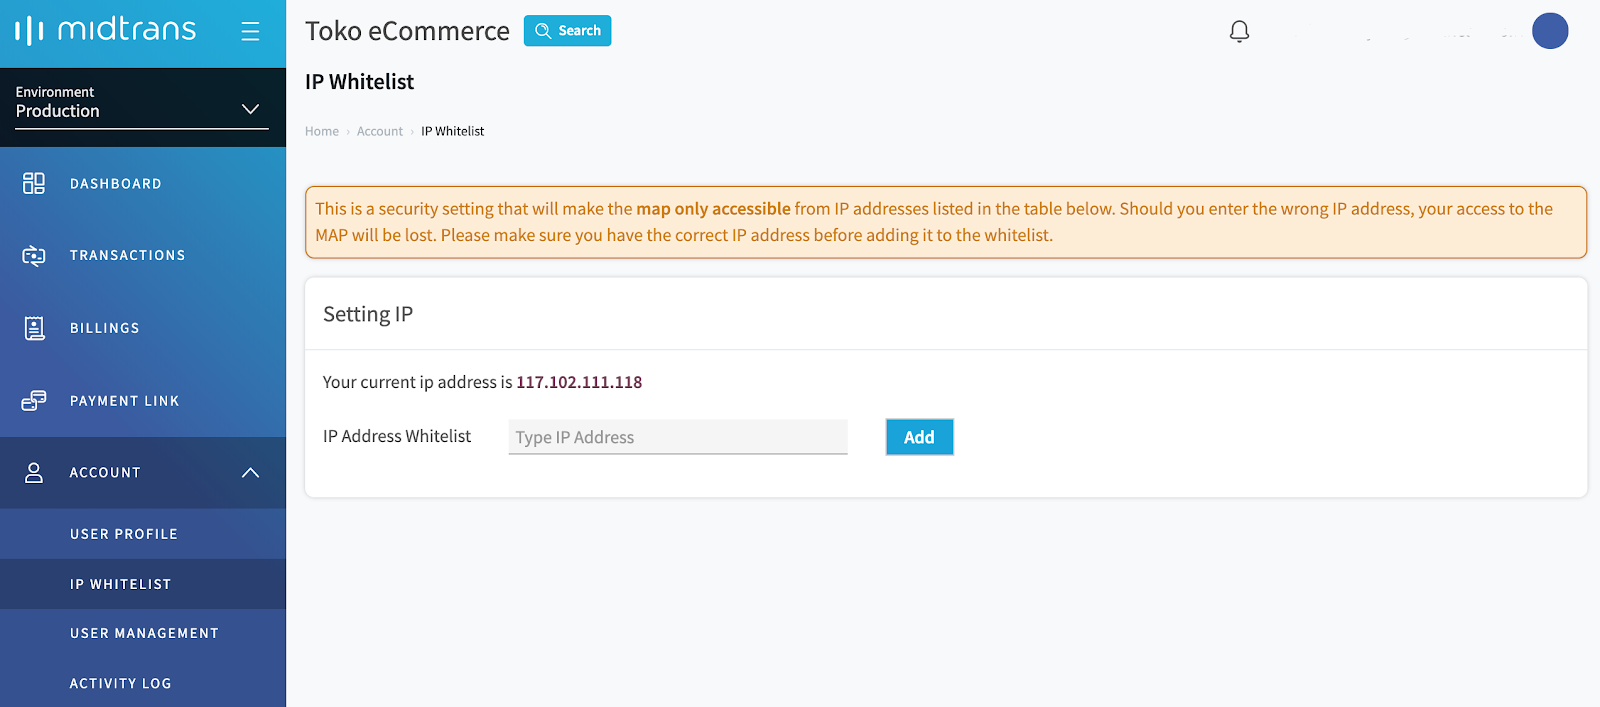 midtrans
Environment
Production
DASHBOARD
TRANSACTIONS
BILLINGS
PAYMENT LINK
ACCOUNT
USER PROFILE
IP WHITELIST
USER MANAGEMENT
ACTIVITY LOG
Toko eCommerce
Search
IP Whitelist
Home › Account › IP Whitelist
This is a security setting that will make the map only accessible from IP addresses listed in the table below. Should you enter the wrong IP address, your access to the
MAP will be lost. Please make sure you have the correct IP address before adding it to the whitelist.
Setting IP
Your current ip address is 117.102.111.118
IP Address Whitelist
Type IP Address
Add